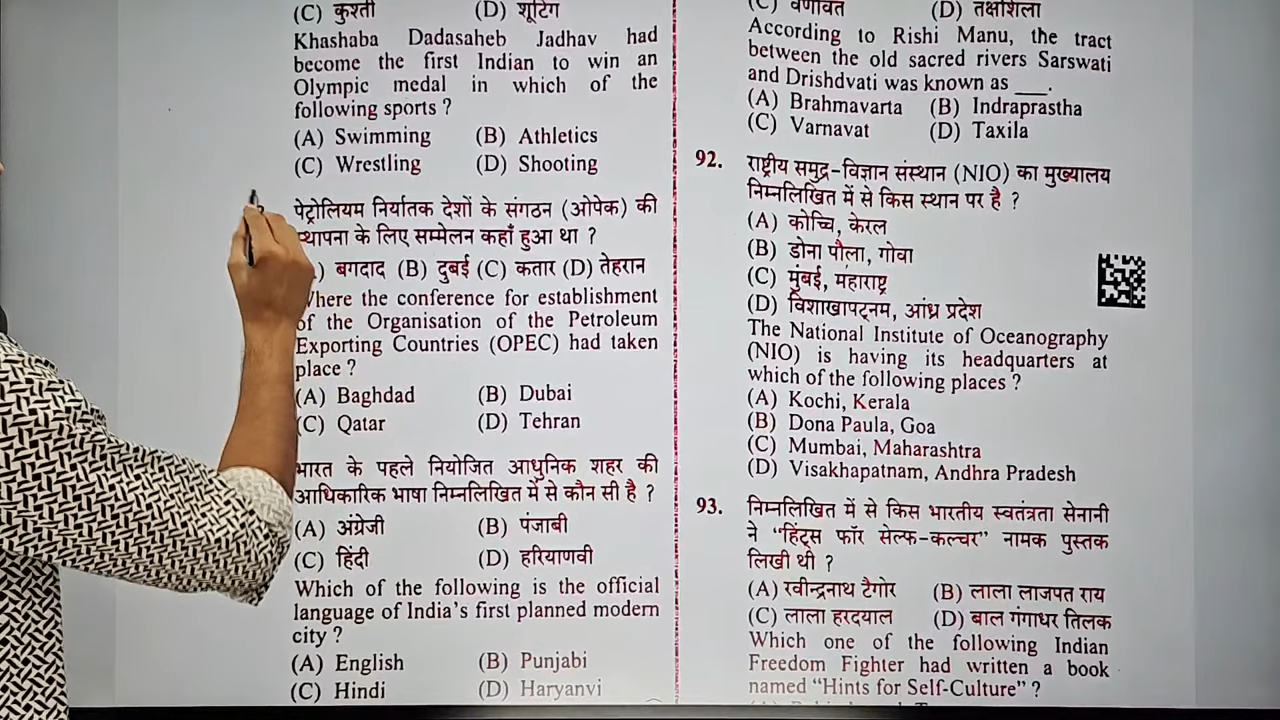 (C) कुश्ती (D) शूटिंग
Khashaba Dadasaheb Jadhav had
become the first Indian to win an
Olympic medal in which of the
following sports ?
(A) Swimming (B) Athletics
(C) Wrestling (D) Shooting
पेट्रोलियम निर्यातक देशों के संगठन (ओपेक) की
स्थापना के लिए सम्मेलन कहाँ हुआ था ?
बगदाद (B) दुबई (C) कतार (D) तेहरान
Where the conference for establishment
of the Organisation of the Petroleum
Exporting Countries (OPEC) had taken
place ?
(A) Baghdad (B) Dubai
(C) Qatar (D) Tehran
भारत के पहले नियोजित आधुनिक शहर की
आधिकारिक भाषा निम्नलिखित में से कौन सी है ?
(A) अंग्रेजी (B) पंजाबी
(C) हिंदी (D) हरियाणवी
Which of the following is the official
language of India's first planned modern
city ?
(A) English (B) Punjabi
(C) Hindi (D) Haryanvi
(C) वर्णावत (D) तक्षशिला
According to Rishi Manu, the tract
between the old sacred rivers Sarswati
and Drishdvati was known as ___.
(A) Brahmavarta (B) Indraprastha
(C) Varnavat (D) Taxila
92. राष्ट्रीय समुद्र-विज्ञान संस्थान (NIO) का मुख्यालय
निम्नलिखित में से किस स्थान पर है ?
(A) कोच्चि, केरल
(B) डोना पौला, गोवा
(C) मुंबई, महाराष्ट्र
(D) विशाखापट्नम, आंध्र प्रदेश
The National Institute of Oceanography
(NIO) is having its headquarters at
which of the following places ?
(A) Kochi, Kerala
(B) Dona Paula, Goa
(C) Mumbai, Maharashtra
(D) Visakhapatnam, Andhra Pradesh
93. निम्नलिखित में से किस भारतीय स्वतंत्रता सेनानी
ने “हिंट्स फॉर सेल्फ-कल्चर” नामक पुस्तक
लिखी थी ?
(A) रवीन्द्रनाथ टैगोर (B) लाला लाजपत राय
(C) लाला हरदयाल (D) बाल गंगाधर तिलक
Which one of the following Indian
Freedom Fighter had written a book
named “Hints for Self-Culture” ?